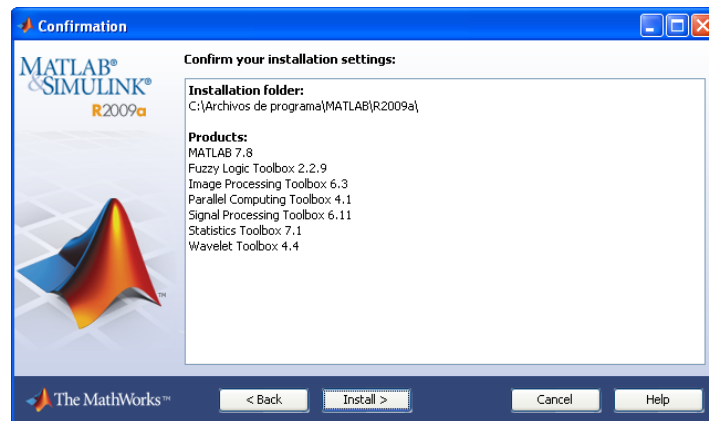 Confirmation
MATLAB®
&SIMULINK®
R2009a
Confirm your installation settings:
Installation folder:
C:\Archivos de programa\MATLAB\R2009a\
Products:
MATLAB 7.8
Fuzzy Logic Toolbox 2.2.9
Image Processing Toolbox 6.3
Parallel Computing Toolbox 4.1
Signal Processing Toolbox 6.11
Statistics Toolbox 7.1
Wavelet Toolbox 4.4
TM
The MathWorks™
< Back
Install >
Cancel
Help